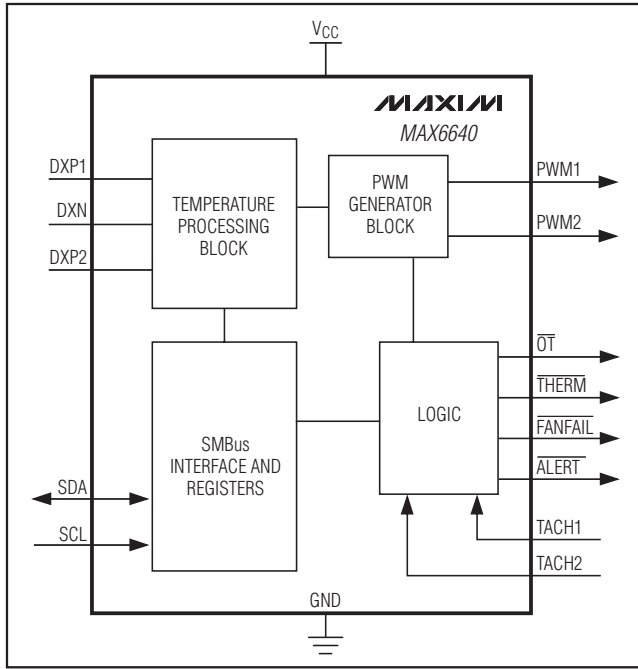 VCC
MAXIM
MAX6640
DXP1
DXN
DXP2
TEMPERATURE
PROCESSING
BLOCK
PWM
GENERATOR
BLOCK
PWM1
PWM2
SMBus
INTERFACE AND
REGISTERS
LOGIC
OT
THERM
FANFAIL
ALERT
SDA
SCL
TACH1
TACH2
GND